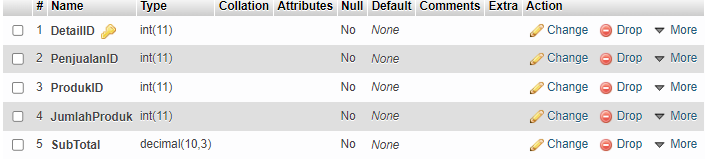 # Name Type Collation Attributes Null Default Comments Extra Action
1 DetailID int(11) No None Change Drop More
2 PenjualanID int(11) No None Change Drop More
3 ProdukID int(11) No None Change Drop More
4 JumlahProduk int(11) No None Change Drop More
5 SubTotal decimal(10,3) No None Change Drop More